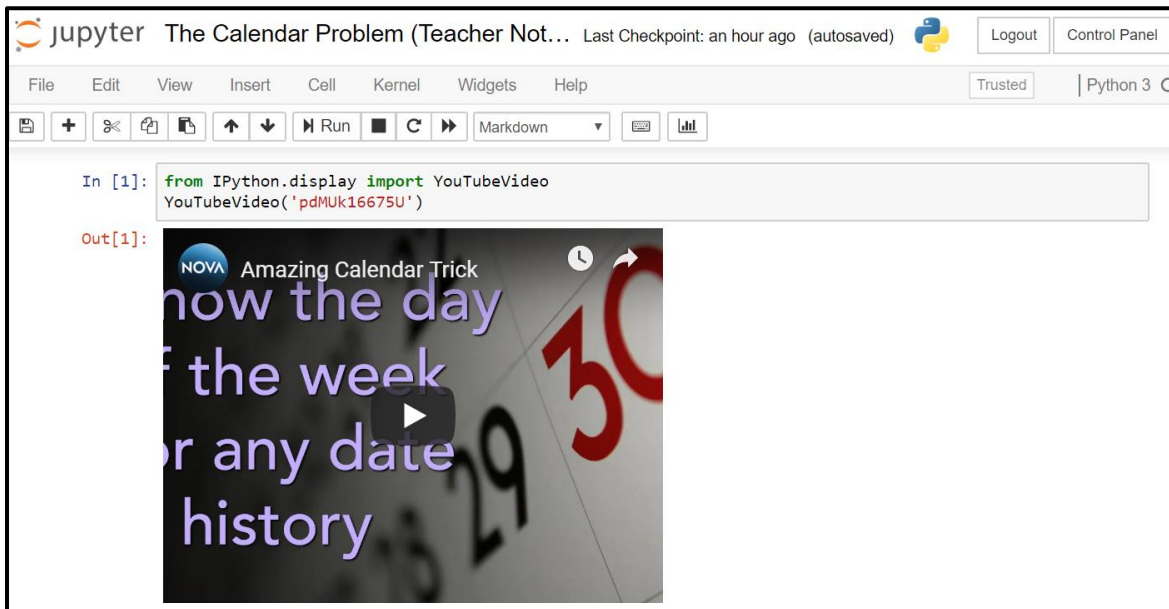 jupyter The Calendar Problem (Teacher Not... Last Checkpoint: an hour ago (autosaved) Logout Control Panel
File Edit View Insert Cell Kernel Widgets Help Trusted Python 3
Run Markdown
In [1]: from IPython.display import YouTubeVideo
YouTubeVideo('pdMUk16675U')
Out[1]:
NOVA Amazing Calendar Trick
now the day
f the week
or any date
history
30
29